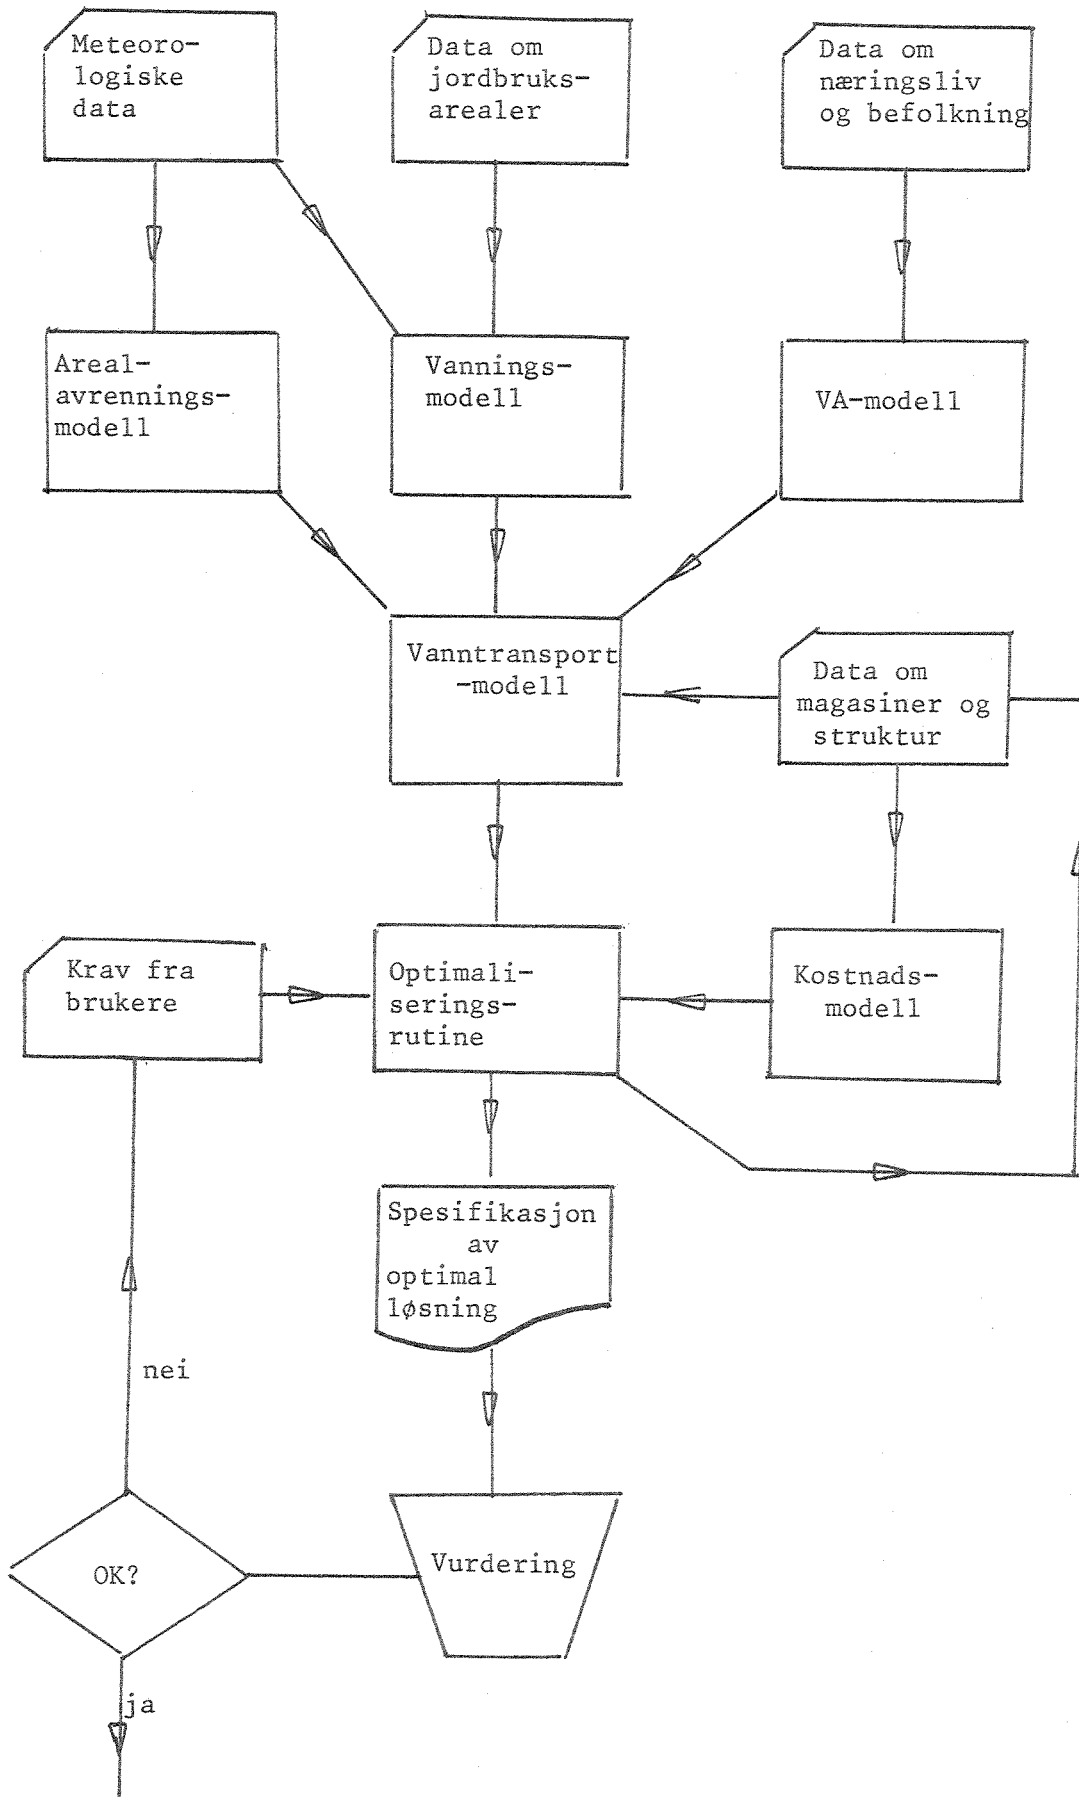 Meteoro-
logiske
data
Data om
jordbruks-
arealer
Data om
næringsliv
og befolkning
Areal-
avrennings-
modell
Vannings-
modell
VA-modell
Vanntransport
-modell
Data om
magasiner og
struktur
Krav fra
brukere
Optimali-
serings-
rutine
Kostnads-
modell
Spesifikasjon
av
optimal
løsning
nei
OK?
Vurdering
ja